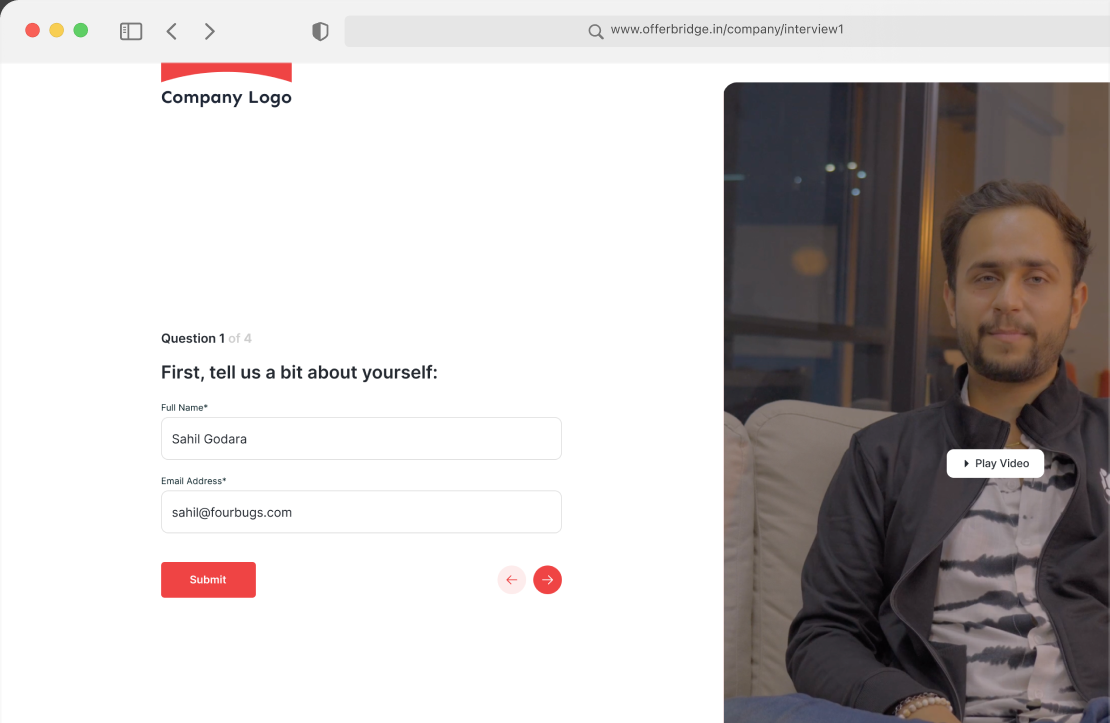 www.offerbridge.in/company/interview1
Company Logo
Question 1 of 4
First, tell us a bit about yourself:
Full Name*
Sahil Godara
Email Address*
sahil@fourbugs.com
Submit
Play Video